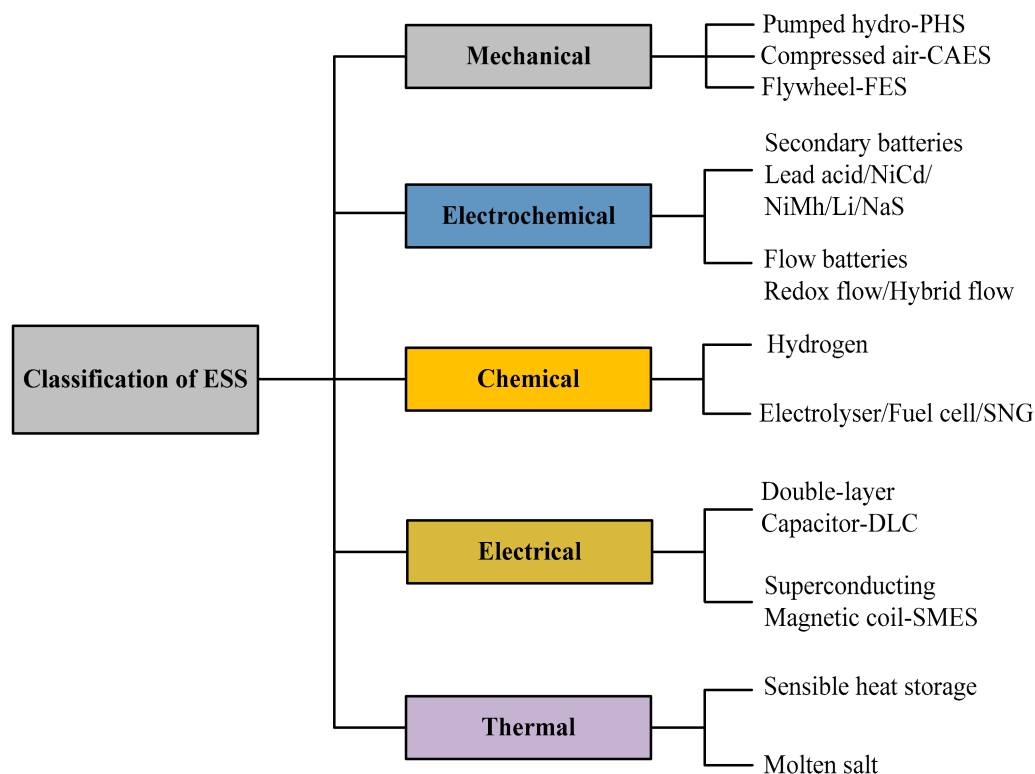 Classification of ESS
Mechanical
Pumped hydro-PHS
Compressed air-CAES
Flywheel-FES
Electrochemical
Secondary batteries
Lead acid/NiCd/
NiMh/Li/NaS
Flow batteries
Redox flow/Hybrid flow
Chemical
Hydrogen
Electrolyser/Fuel cell/SNG
Electrical
Double-layer
Capacitor-DLC
Superconducting
Magnetic coil-SMES
Thermal
Sensible heat storage
Molten salt